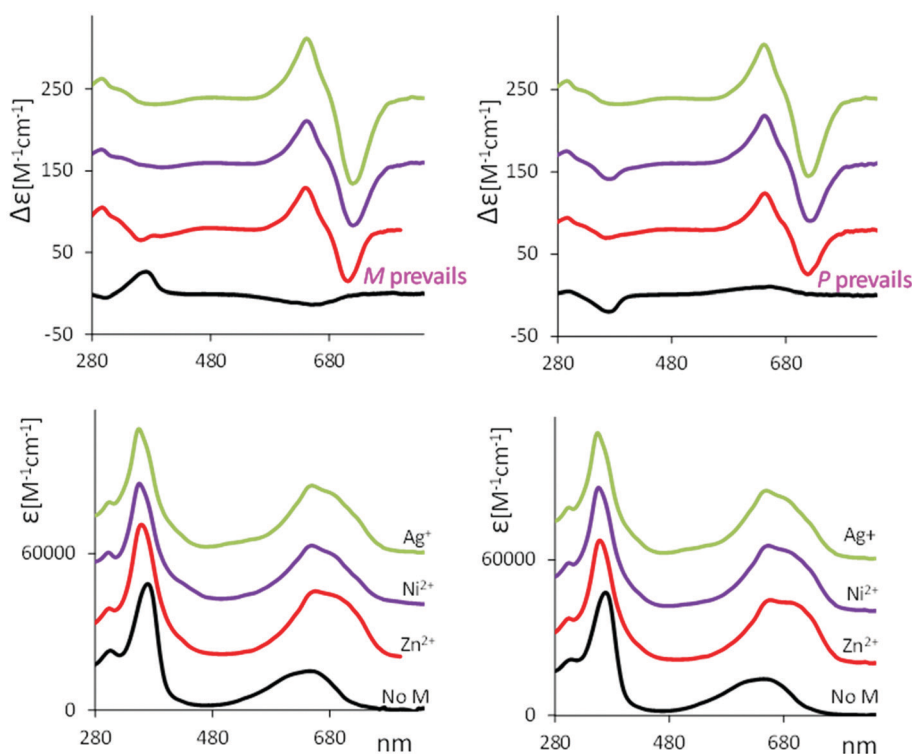 Δε[M⁻¹cm⁻¹]
250
150
50
-50
280
480
680
M prevails
Δε[M⁻¹cm⁻¹]
250
150
50
-50
280
480
680
P prevails
ε[M⁻¹cm⁻¹]
60000
0
280
480
680
nm
Ag⁺
Ni²⁺
Zn²⁺
No M
ε[M⁻¹cm⁻¹]
60000
0
280
480
680
nm
Ag+
Ni²⁺
Zn²⁺
No M